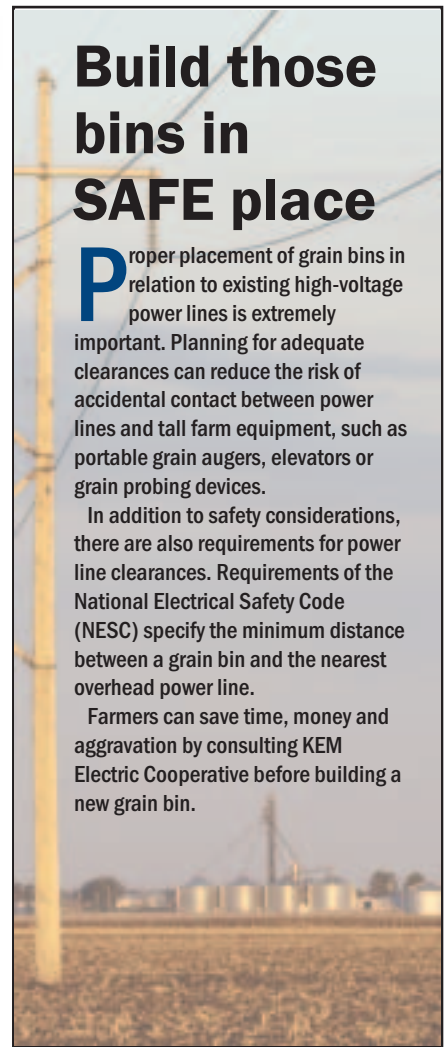 Build those
bins in
SAFE place
Proper placement of grain bins in
relation to existing high-voltage
power lines is extremely
important. Planning for adequate
clearances can reduce the risk of
accidental contact between power
lines and tall farm equipment, such as
portable grain augers, elevators or
grain probing devices.
In addition to safety considerations,
there are also requirements for power
line clearances. Requirements of the
National Electrical Safety Code
(NESC) specify the minimum distance
between a grain bin and the nearest
overhead power line.
Farmers can save time, money and
aggravation by consulting KEM
Electric Cooperative before building a
new grain bin.